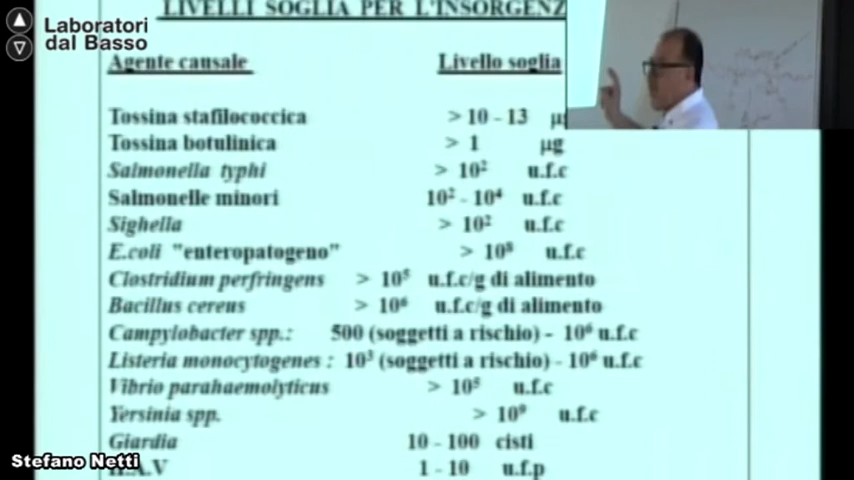 Laboratori
dal Basso
LIVELLI SOGLIA PER L'INSORGENZ
Agente causale Livello soglia
Tossina stafilococcica > 10 - 13 µg
Tossina botulinica > 1 µg
Salmonella typhi > 10² u.f.c
Salmonelle minori 10² - 10⁴ u.f.c
Sighella > 10² u.f.c
E.coli "enteropatogeno" > 10⁸ u.f.c
Clostridium perfringens > 10⁵ u.f.c/g di alimento
Bacillus cereus > 10⁶ u.f.c/g di alimento
Campylobacter spp.: 500 (soggetti a rischio) - 10⁶ u.f.c
Listeria monocytogenes : 10³ (soggetti a rischio) - 10⁶ u.f.c
Vibrio parahaemolyticus > 10⁵ u.f.c
Yersinia spp. > 10⁹ u.f.c
Giardia 10 - 100 cisti
H.A.V 1 - 10 u.f.p
Stefano Netti